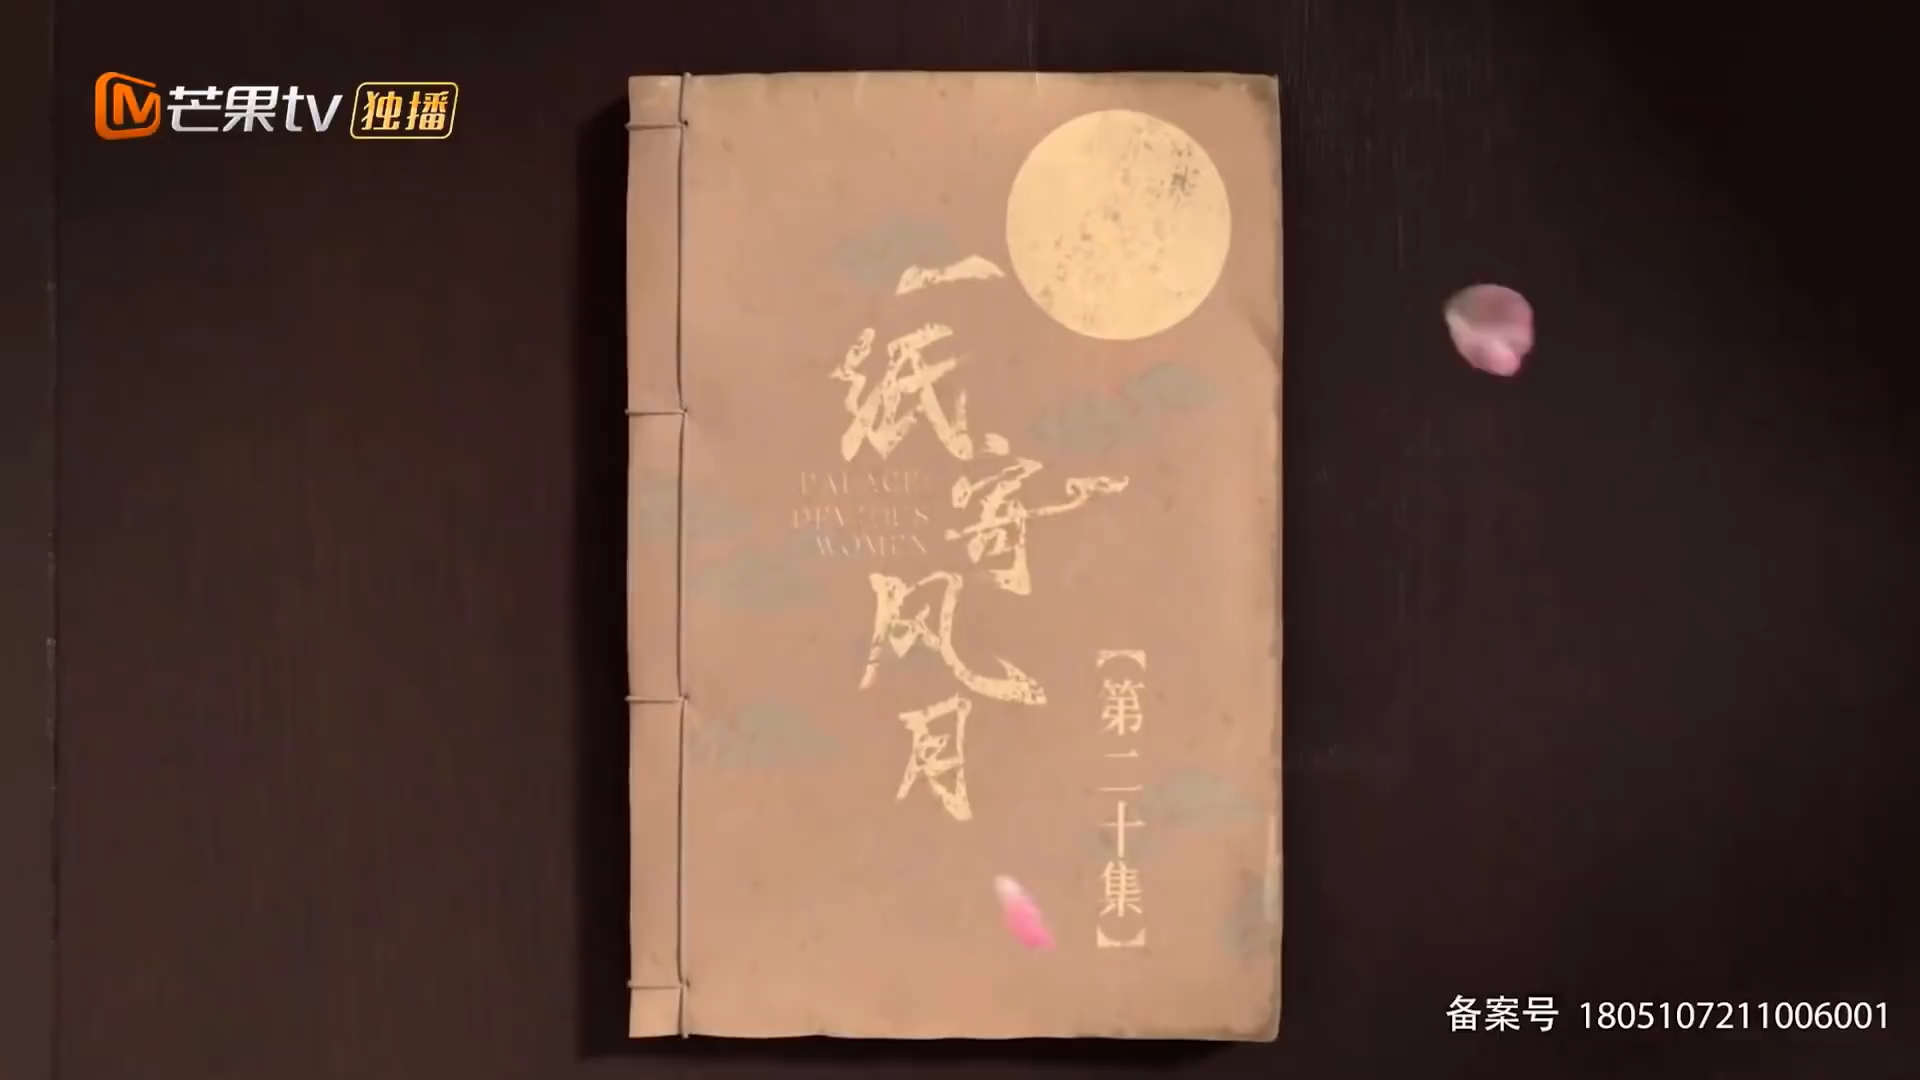 芒果tv 独播
一纸寄风月
PALACE:
DEVIOUS
WOMEN
【第二十集】
备案号 1805107211006001